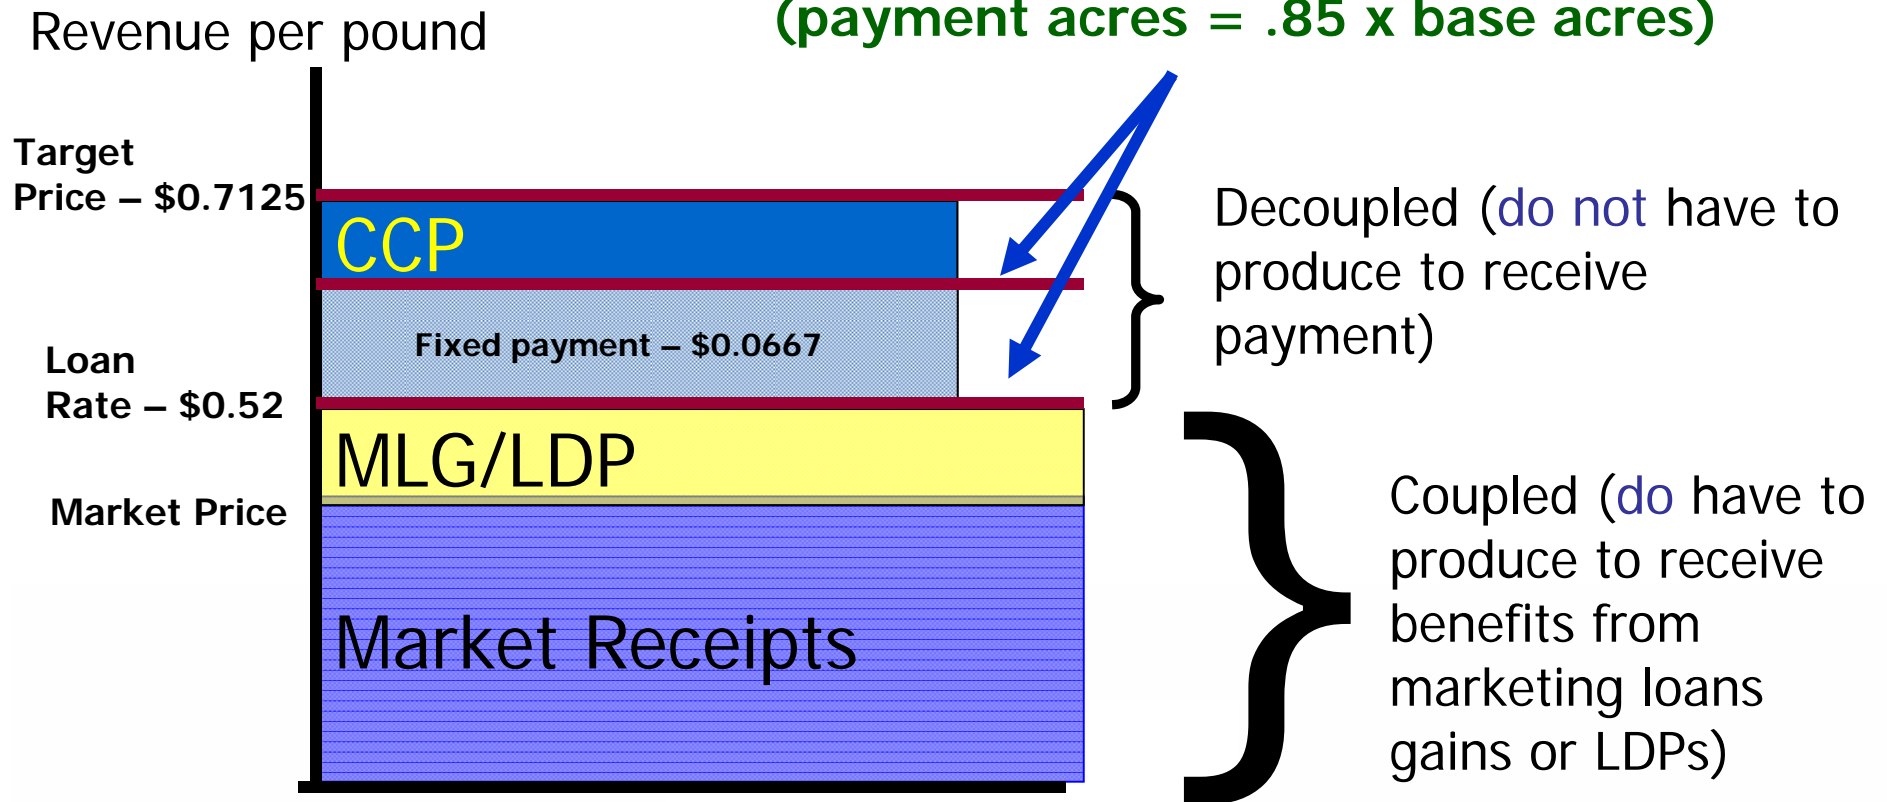 Revenue per pound
(payment acres = .85 x base acres)
Target
Price – $0.7125
CCP
Decoupled (do not have to
produce to receive
payment)
Fixed payment – $0.0667
Loan
Rate – $0.52
MLG/LDP
Market Price
Market Receipts
Coupled (do have to
produce to receive
benefits from
marketing loans
gains or LDPs)